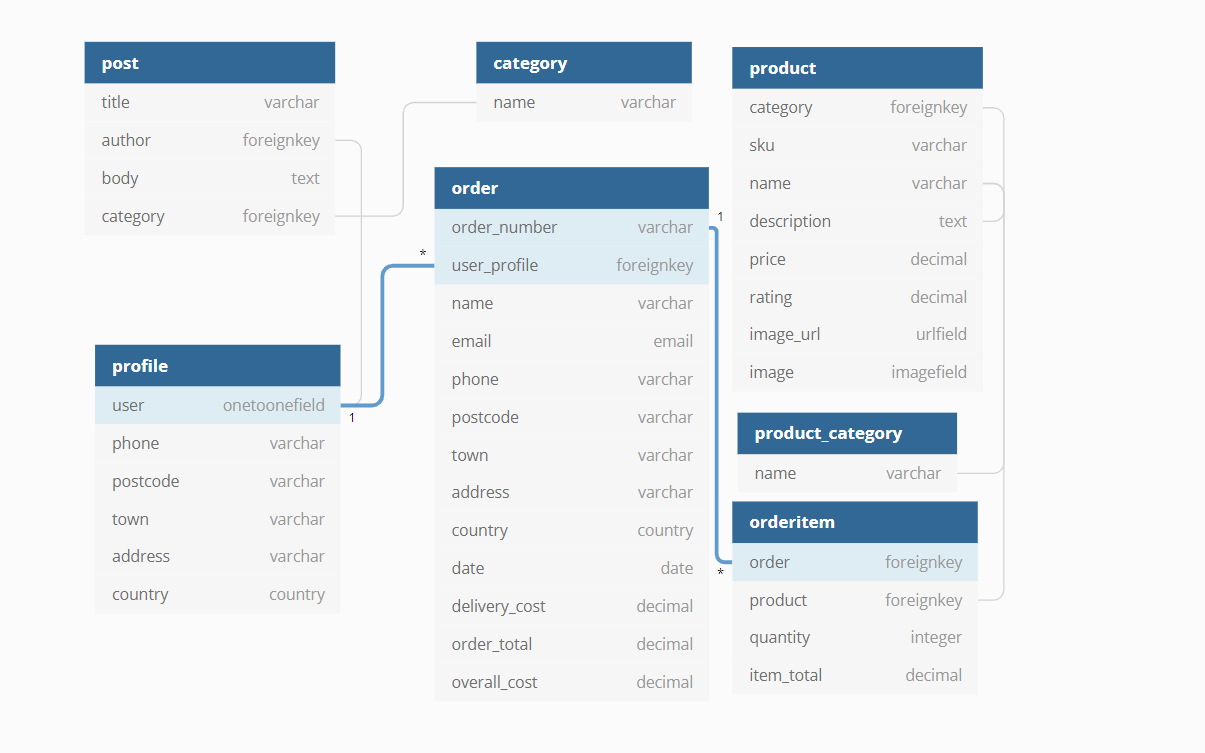 post
title varchar
author foreignkey
body text
category foreignkey
category
name varchar
product
category foreignkey
sku varchar
name varchar
description text
price decimal
rating decimal
image_url urlfield
image imagefield
order
order_number varchar
user_profile foreignkey
name varchar
email email
phone varchar
postcode varchar
town varchar
address varchar
country country
date date
delivery_cost decimal
order_total decimal
overall_cost decimal
1
*
profile
user onetoonefield
phone varchar
postcode varchar
town varchar
address varchar
country country
1
product_category
name varchar
orderitem
order foreignkey
product foreignkey
quantity integer
item_total decimal
*